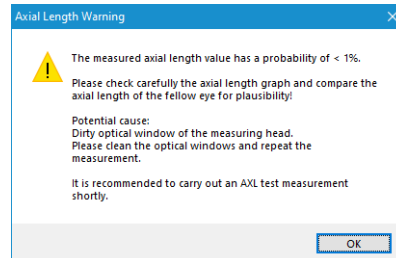 Axial Length Warning
The measured axial length value has a probability of < 1%.
Please check carefully the axial length graph and compare the
axial length of the fellow eye for plausibility!
Potential cause:
Dirty optical window of the measuring head.
Please clean the optical windows and repeat the
measurement.
It is recommended to carry out an AXL test measurement
shortly.
OK